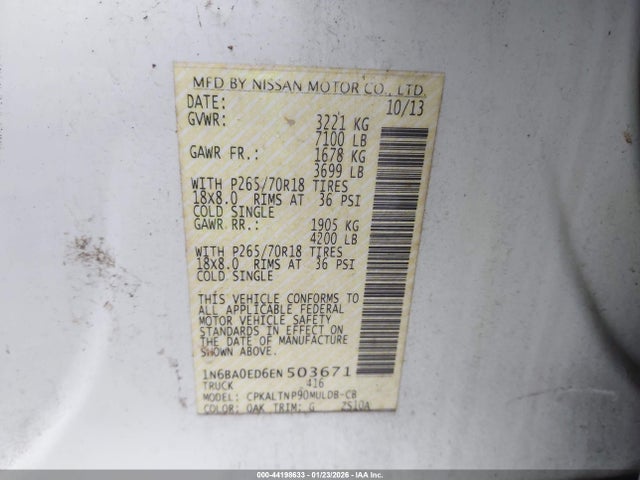 MFD BY NISSAN MOTOR CO., LTD.
DATE: 10/13
GVWR: 3221 KG
7100 LB
GAWR FR.: 1678 KG
3699 LB
WITH P265/70R18 TIRES
18X8.0 RIMS AT 36 PSI
COLD SINGLE
GAWR RR.: 1905 KG
4200 LB
WITH P265/70R18 TIRES
18X8.0 RIMS AT 36 PSI
COLD SINGLE
THIS VEHICLE CONFORMS TO
ALL APPLICABLE FEDERAL
MOTOR VEHICLE SAFETY
STANDARDS IN EFFECT ON
THE DATE OF MANUFACTURE
SHOWN ABOVE.
1N6BA0ED6EN503671
TRUCK 416
MODEL: CPKALTNP90MULDB-CB
COLOR: QAK TRIM: G ZS10A
000-44198633 - 01/23/2026 - IAA Inc.